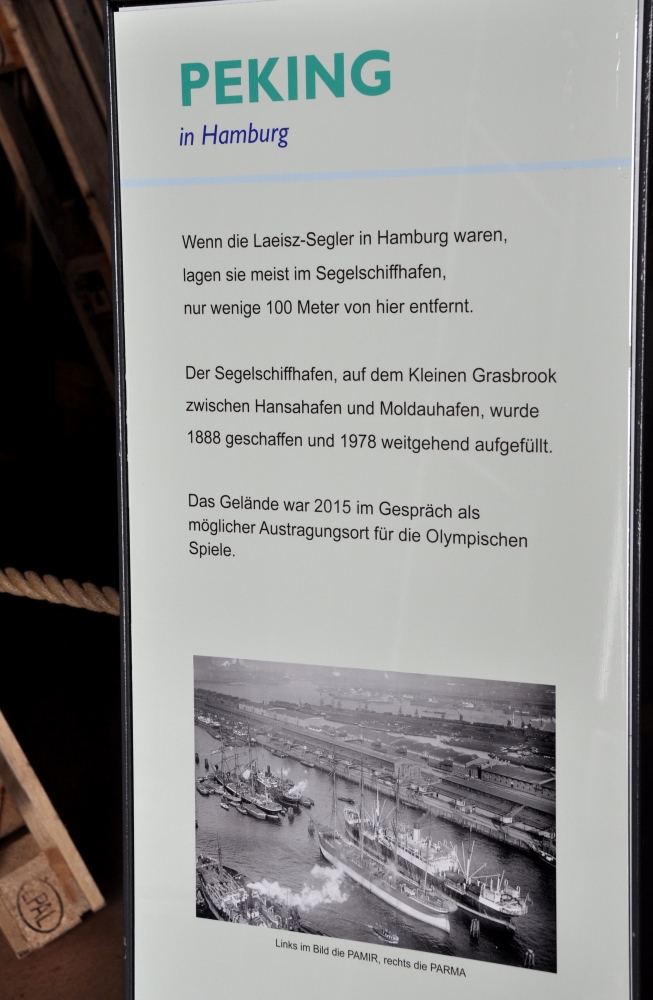 PEKING
in Hamburg
Wenn die Laeisz-Segler in Hamburg waren,
lagen sie meist im Segelschiffhafen,
nur wenige 100 Meter von hier entfernt.
Der Segelschiffhafen, auf dem Kleinen Grasbrook
zwischen Hansahafen und Moldauhafen, wurde
1888 geschaffen und 1978 weitgehend aufgefüllt.
Das Gelände war 2015 im Gespräch als
möglicher Austragungsort für die Olympischen
Spiele.
Links im Bild die PAMIR, rechts die PARMA
EPAL